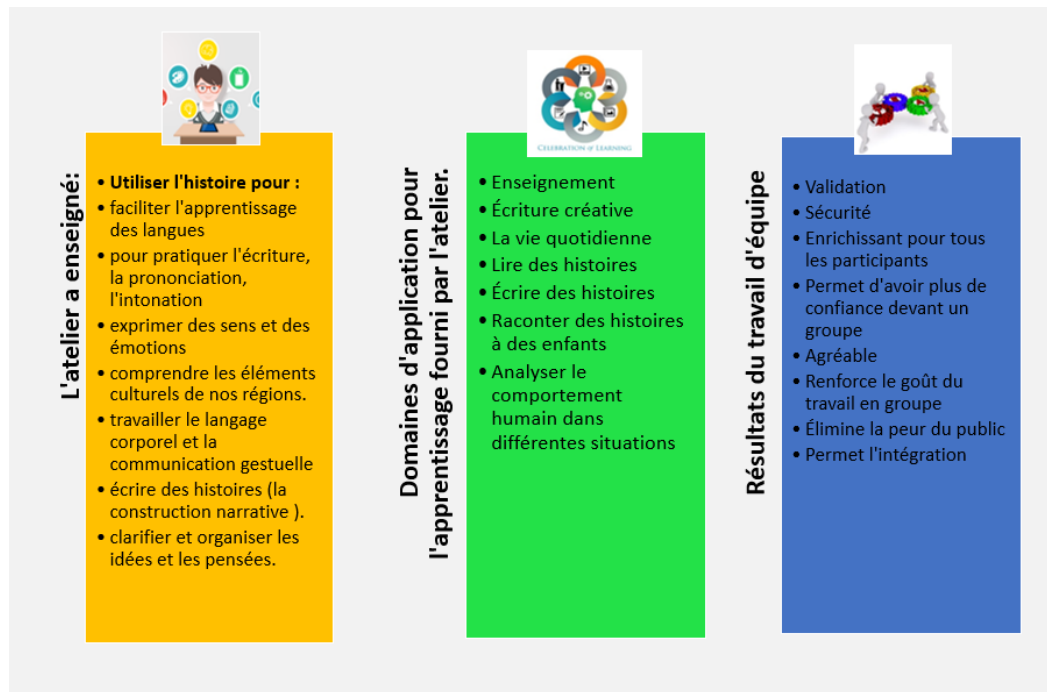 L'atelier a enseigné:
• Utiliser l'histoire pour :
• faciliter l'apprentissage
des langues
• pour pratiquer l'écriture,
la prononciation,
l'intonation
• exprimer des sens et des
émotions
• comprendre les éléments
culturels de nos régions.
• travailler le langage
corporel et la
communication gestuelle
• écrire des histoires (la
construction narrative ).
• clarifier et organiser les
idées et les pensées.
Domaines d'application pour
l'apprentissage fourni par l'atelier.
CELEBRATION of LEARNING
• Enseignement
• Écriture créative
• La vie quotidienne
• Lire des histoires
• Écrire des histoires
• Raconter des histoires
à des enfants
• Analyser le
comportement
humain dans
différentes situations
Résultats du travail d'équipe
• Validation
• Sécurité
• Enrichissant pour tous
les participants
• Permet d'avoir plus de
confiance devant un
groupe
• Agréable
• Renforce le goût du
travail en groupe
• Élimine la peur du public
• Permet l'intégration